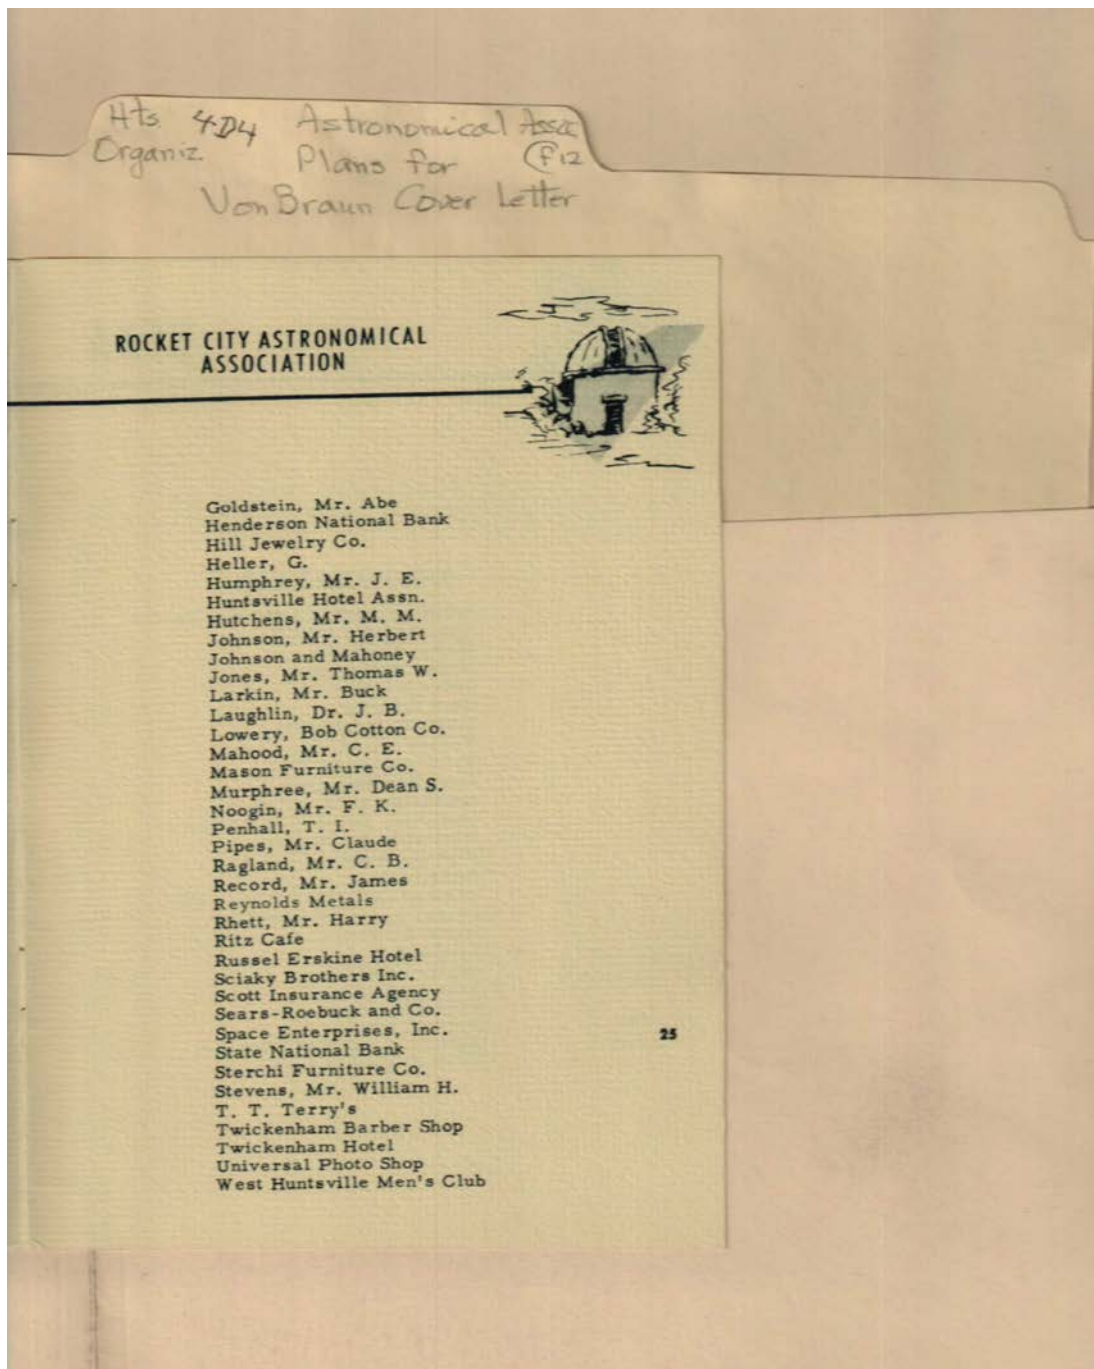 Hts. 4D4 Astronomical Assoc
Organiz. Plans for F12
Von Braun Cover Letter
ROCKET CITY ASTRONOMICAL
ASSOCIATION
Goldstein, Mr. Abe
Henderson National Bank
Hill Jewelry Co.
Heller, G.
Humphrey, Mr. J. E.
Huntsville Hotel Assn.
Hutchens, Mr. M. M.
Johnson, Mr. Herbert
Johnson and Mahoney
Jones, Mr. Thomas W.
Larkin, Mr. Buck
Laughlin, Dr. J. B.
Lowery, Bob Cotton Co.
Mahood, Mr. C. E.
Mason Furniture Co.
Murphree, Mr. Dean S.
Noogin, Mr. F. K.
Penhall, T. I.
Pipes, Mr. Claude
Ragland, Mr. C. B.
Record, Mr. James
Reynolds Metals
Rhett, Mr. Harry
Ritz Cafe
Russel Erskine Hotel
Sciaky Brothers Inc.
Scott Insurance Agency
Sears-Roebuck and Co.
Space Enterprises, Inc.
25
State National Bank
Sterchi Furniture Co.
Stevens, Mr. William H.
T. T. Terry's
Twickenham Barber Shop
Twickenham Hotel
Universal Photo Shop
West Huntsville Men's Club